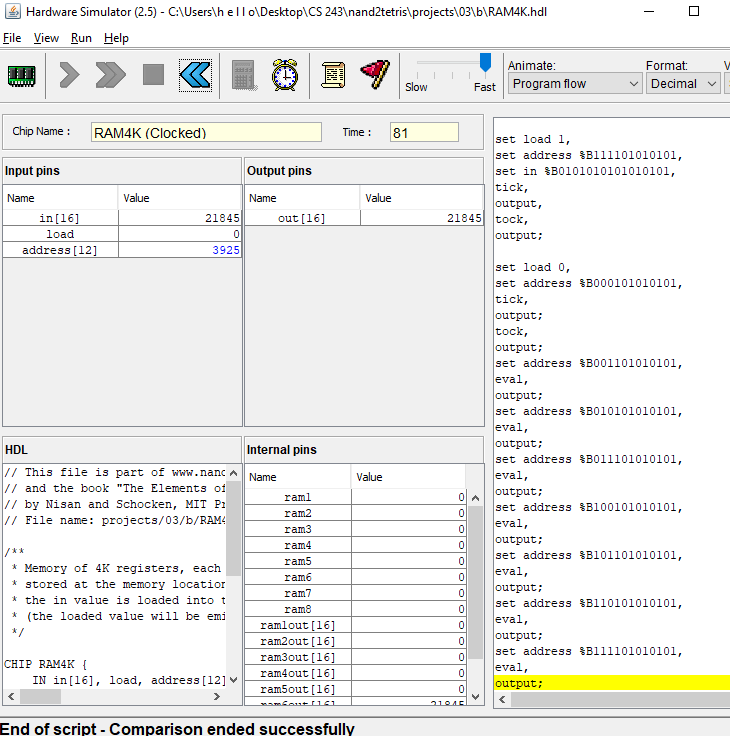 Hardware Simulator (2.5) - C:\Users\h e l l o\Desktop\CS 243\nand2tetris\projects\03\b\RAM4K.hdl
File View Run Help
Slow Fast
Animate:
Program flow
Format:
Decimal
V
Chip Name : RAM4K (Clocked) Time : 81
Input pins
Name Value
in[16] 21845
load 0
address[12] 3925
Output pins
Name Value
out[16] 21845
HDL
// This file is part of www.nand
// and the book "The Elements of
// by Nisan and Schocken, MIT Pr
// File name: projects/03/b/RAM4
/**
* Memory of 4K registers, each
* stored at the memory location
* the in value is loaded into t
* (the loaded value will be emi
*/
CHIP RAM4K {
IN in[16], load, address[12]
Internal pins
Name Value
ram1 0
ram2 0
ram3 0
ram4 0
ram5 0
ram6 0
ram7 0
ram8 0
ram1out[16] 0
ram2out[16] 0
ram3out[16] 0
ram4out[16] 0
ram5out[16] 0
ram6out[16] 21845
set load 1,
set address %B111101010101,
set in %B0101010101010101,
tick,
output,
tock,
output;
set load 0,
set address %B000101010101,
tick,
output;
tock,
output;
set address %B001101010101,
eval,
output;
set address %B010101010101,
eval,
output;
set address %B011101010101,
eval,
output;
set address %B100101010101,
eval,
output;
set address %B101101010101,
eval,
output;
set address %B110101010101,
eval,
output;
set address %B111101010101,
eval,
output;
End of script - Comparison ended successfully